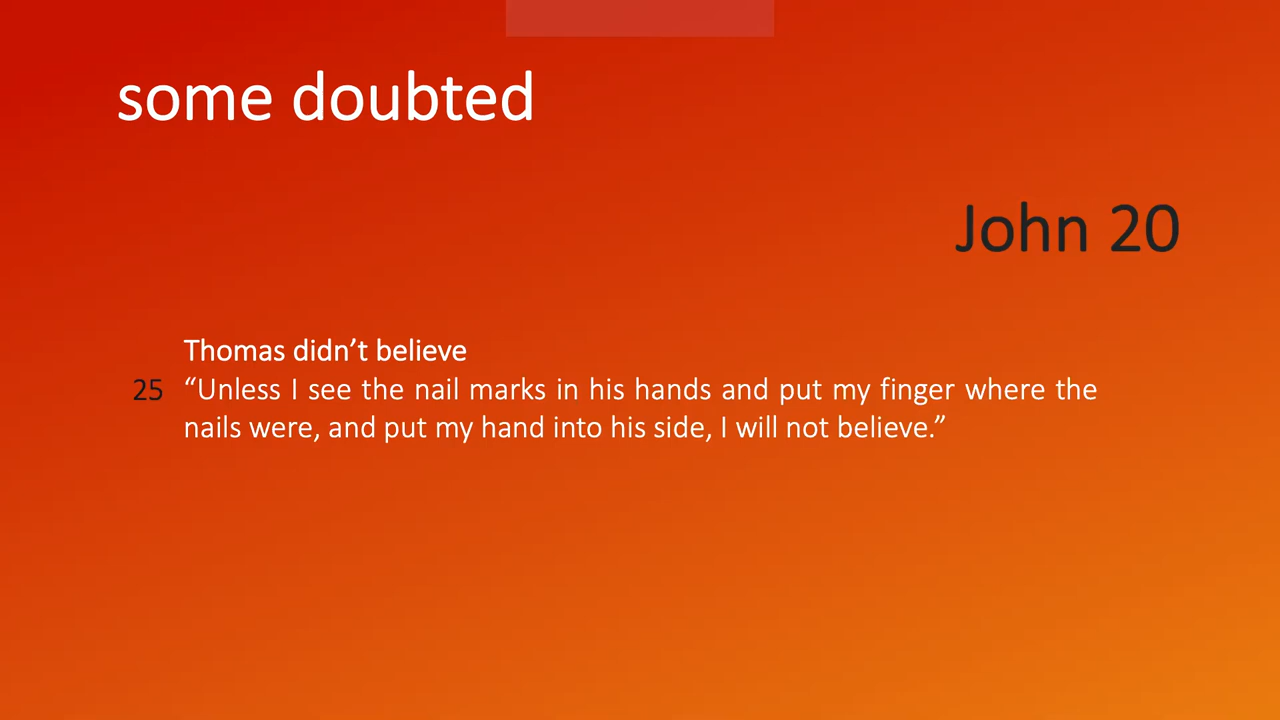 some doubted
John 20
Thomas didn’t believe
25 “Unless I see the nail marks in his hands and put my finger where the
nails were, and put my hand into his side, I will not believe.”